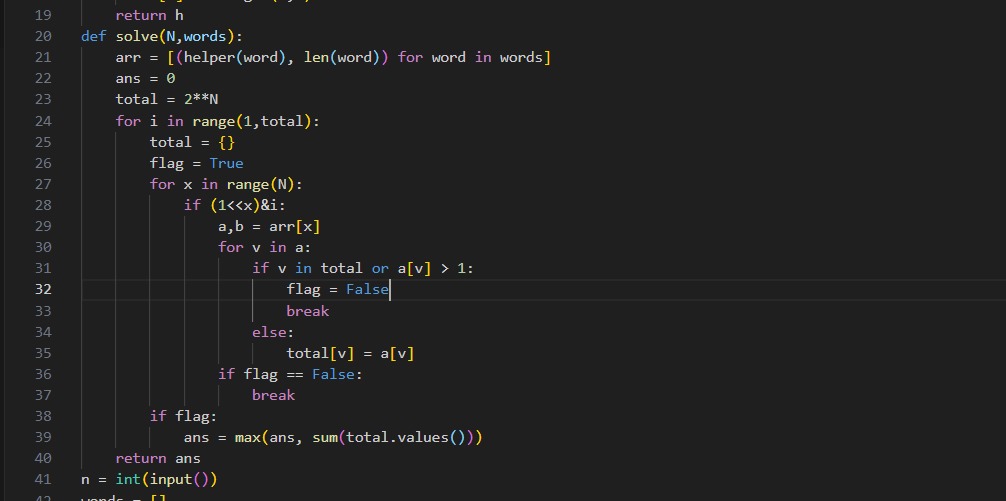 19 return h
20 def solve(N,words):
21 arr = [(helper(word), len(word)) for word in words]
22 ans = 0
23 total = 2**N
24 for i in range(1,total):
25 total = {}
26 flag = True
27 for x in range(N):
28 if (1<<x)&i:
29 a,b = arr[x]
30 for v in a:
31 if v in total or a[v] > 1:
32 flag = False
33 break
34 else:
35 total[v] = a[v]
36 if flag == False:
37 break
38 if flag:
39 ans = max(ans, sum(total.values()))
40 return ans
41 n = int(input())
42 words = []